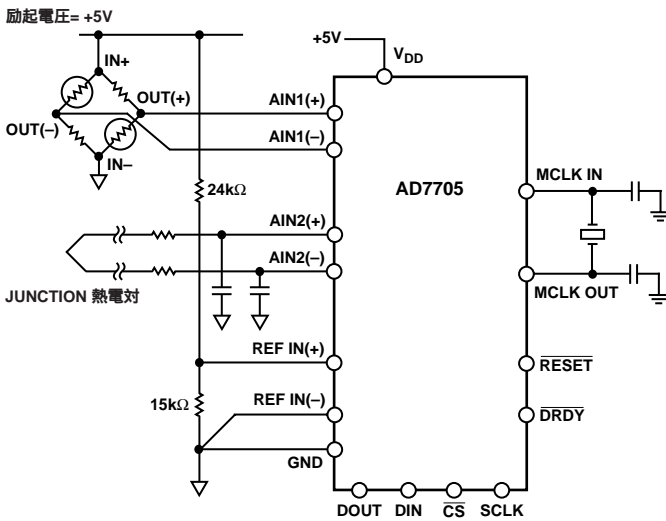 励起電圧= +5V
+5V
VDD
IN+
OUT(+)
OUT(–)
IN–
AIN1(+)
AIN1(–)
24kΩ
AD7705
MCLK IN
AIN2(+)
AIN2(–)
MCLK OUT
JUNCTION 熱電対
REF IN(+)
RESET
15kΩ
REF IN(–)
DRDY
GND
DOUT DIN CS SCLK